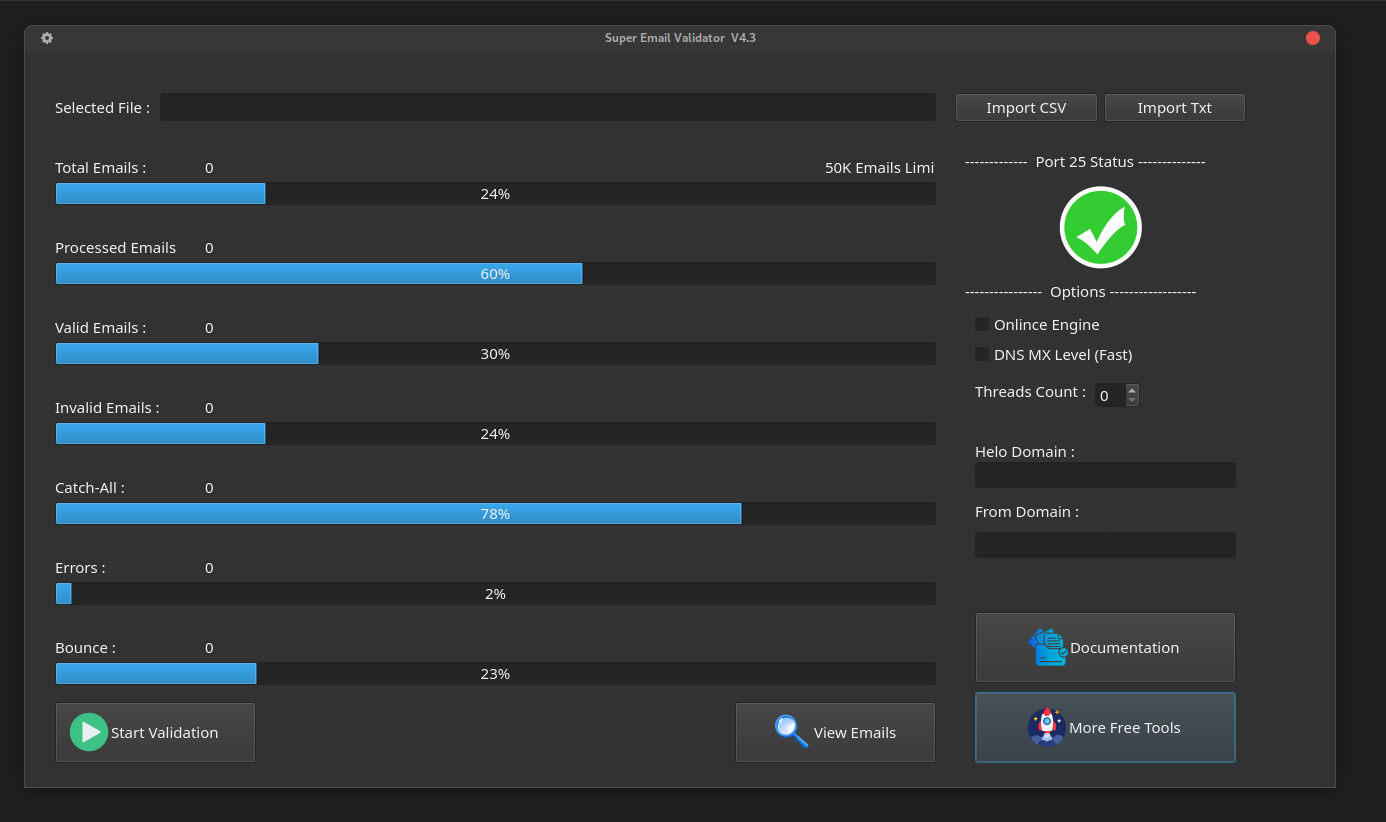 Super Email Validator V4.3
Selected File :
Import CSV
Import Txt
Total Emails : 0 50K Emails Limi
24%
Processed Emails 0
60%
Valid Emails : 0
30%
Invalid Emails : 0
24%
Catch-All : 0
78%
Errors : 0
2%
Bounce : 0
23%
Start Validation
View Emails
------------- Port 25 Status --------------
---------------- Options ------------------
Onlince Engine
DNS MX Level (Fast)
Threads Count : 0
Helo Domain :
From Domain :
Documentation
More Free Tools